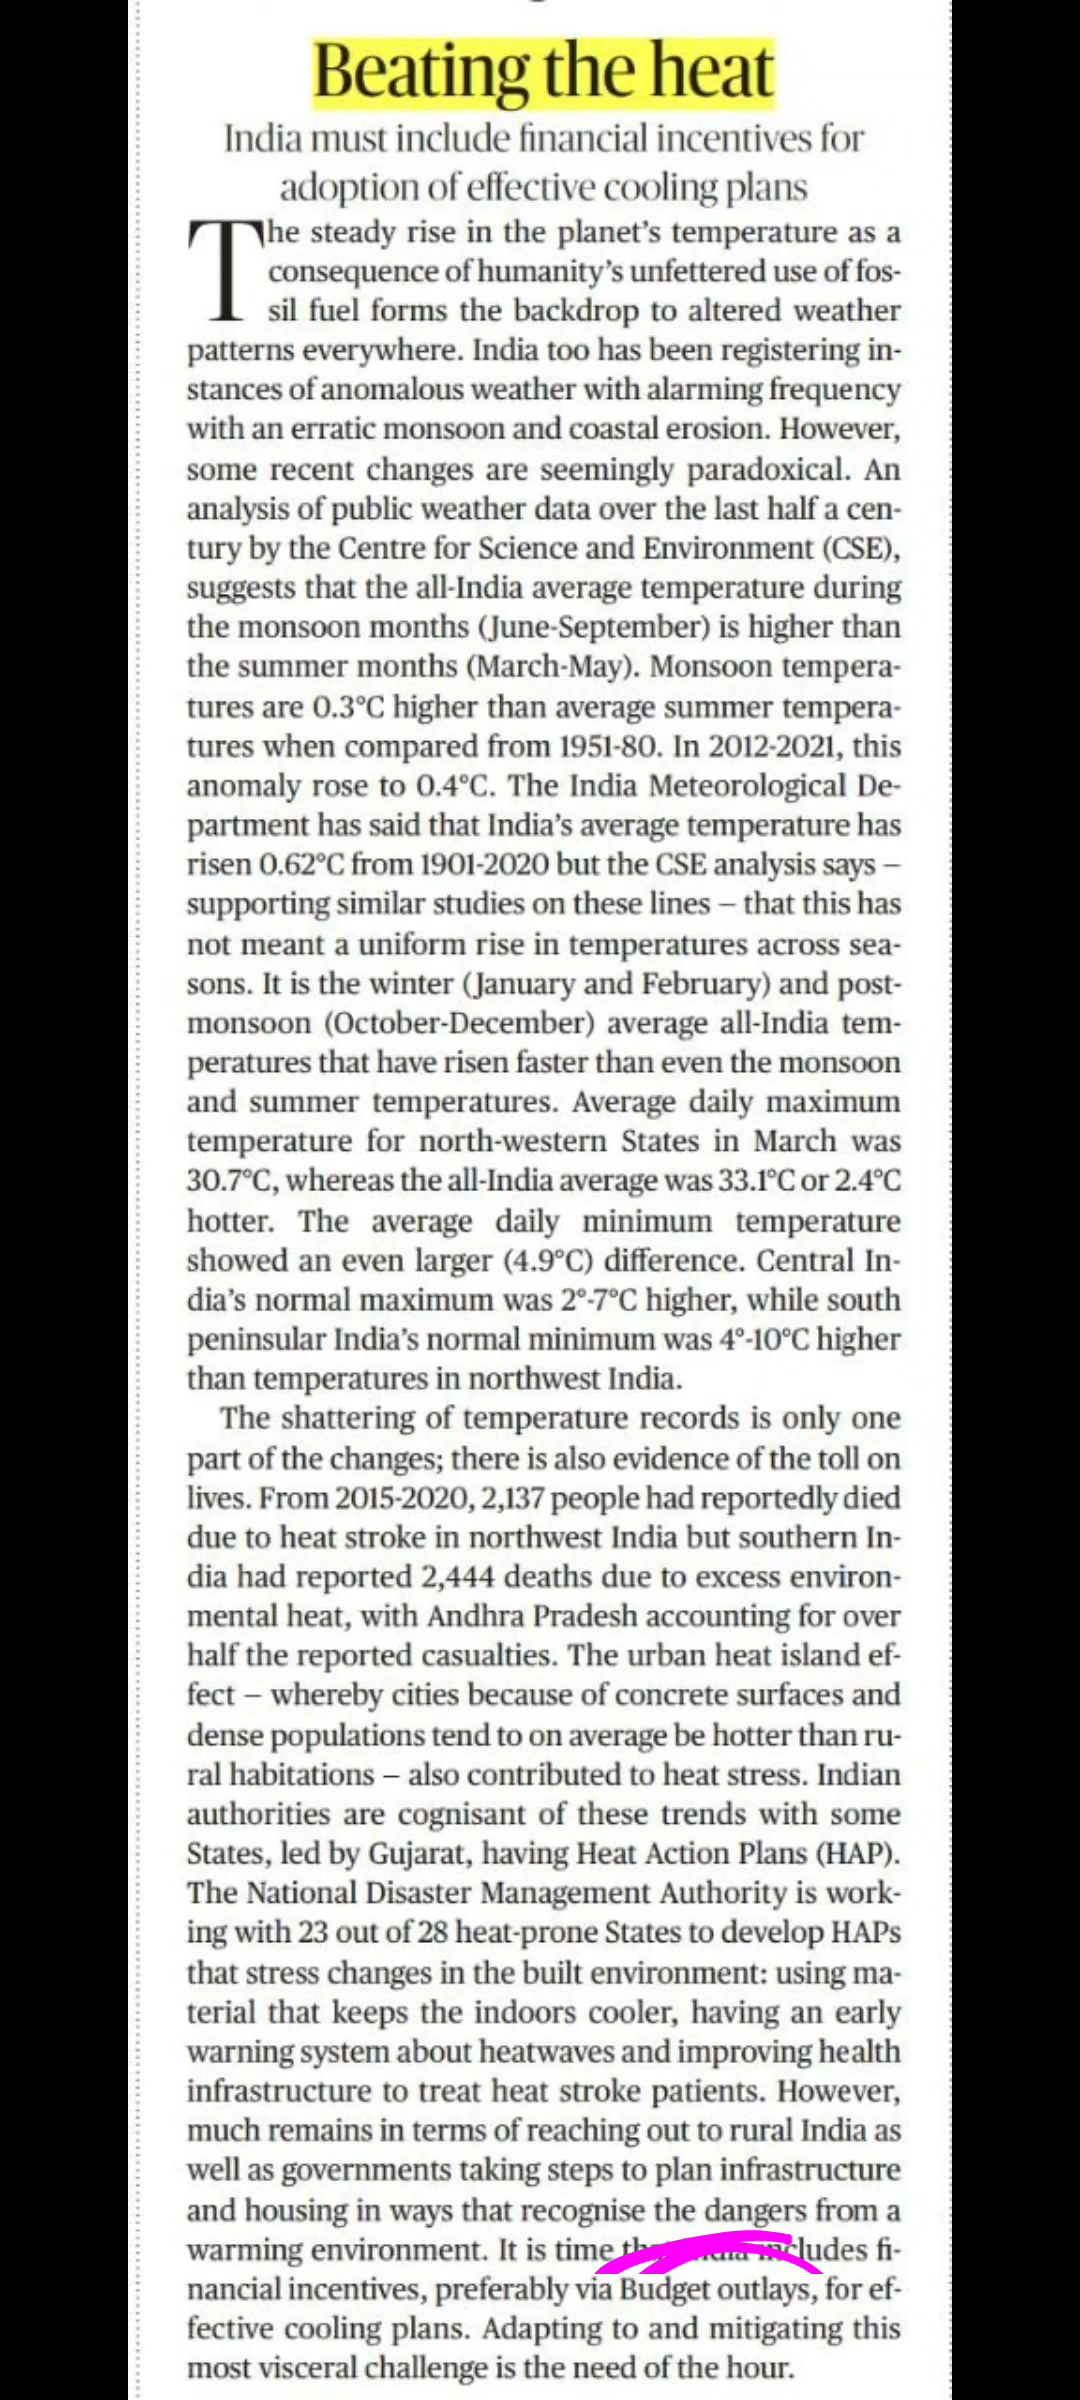 Beating the heat
India must include financial incentives for
adoption of effective cooling plans
The steady rise in the planet's temperature as a
consequence of humanity's unfettered use of fos-
sil fuel forms the backdrop to altered weather
patterns everywhere. India too has been registering in-
stances of anomalous weather with alarming frequency
with an erratic monsoon and coastal erosion. However,
some recent changes are seemingly paradoxical. An
analysis of public weather data over the last half a cen-
tury by the Centre for Science and Environment (CSE),
suggests that the all-India average temperature during
the monsoon months (June-September) is higher than
the summer months (March-May). Monsoon tempera-
tures are 0.3°C higher than average summer tempera-
tures when compared from 1951-80. In 2012-2021, this
anomaly rose to 0.4°C. The India Meteorological De-
partment has said that India's average temperature has
risen 0.62°C from 1901-2020 but the CSE analysis says –
supporting similar studies on these lines – that this has
not meant a uniform rise in temperatures across sea-
sons. It is the winter (January and February) and post-
monsoon (October-December) average all-India tem-
peratures that have risen faster than even the monsoon
and summer temperatures. Average daily maximum
temperature for north-western States in March was
30.7°C, whereas the all-India average was 33.1°C or 2.4°C
hotter. The average daily minimum temperature
showed an even larger (4.9°C) difference. Central In-
dia's normal maximum was 2°-7°C higher, while south
peninsular India's normal minimum was 4°-10°C higher
than temperatures in northwest India.
The shattering of temperature records is only one
part of the changes; there is also evidence of the toll on
lives. From 2015-2020, 2,137 people had reportedly died
due to heat stroke in northwest India but southern In-
dia had reported 2,444 deaths due to excess environ-
mental heat, with Andhra Pradesh accounting for over
half the reported casualties. The urban heat island ef-
fect – whereby cities because of concrete surfaces and
dense populations tend to on average be hotter than ru-
ral habitations – also contributed to heat stress. Indian
authorities are cognisant of these trends with some
States, led by Gujarat, having Heat Action Plans (HAP).
The National Disaster Management Authority is work-
ing with 23 out of 28 heat-prone States to develop HAPs
that stress changes in the built environment: using ma-
terial that keeps the indoors cooler, having an early
warning system about heatwaves and improving health
infrastructure to treat heat stroke patients. However,
much remains in terms of reaching out to rural India as
well as governments taking steps to plan infrastructure
and housing in ways that recognise the dangers from a
warming environment. It is time that India includes fi-
nancial incentives, preferably via Budget outlays, for ef-
fective cooling plans. Adapting to and mitigating this
most visceral challenge is the need of the hour.